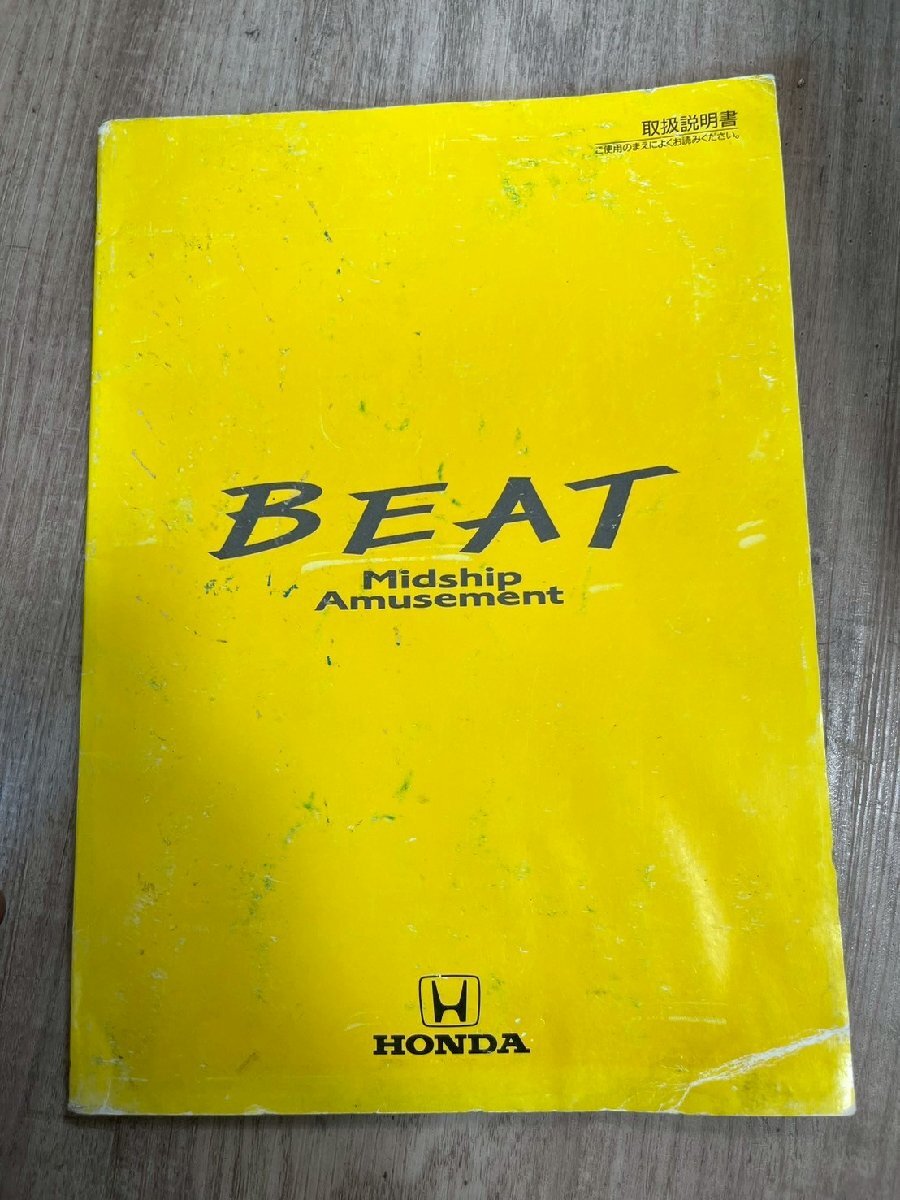 取扱説明書
ご使用のまえによくお読みください。
BEAT
Midship
Amusement
HONDA